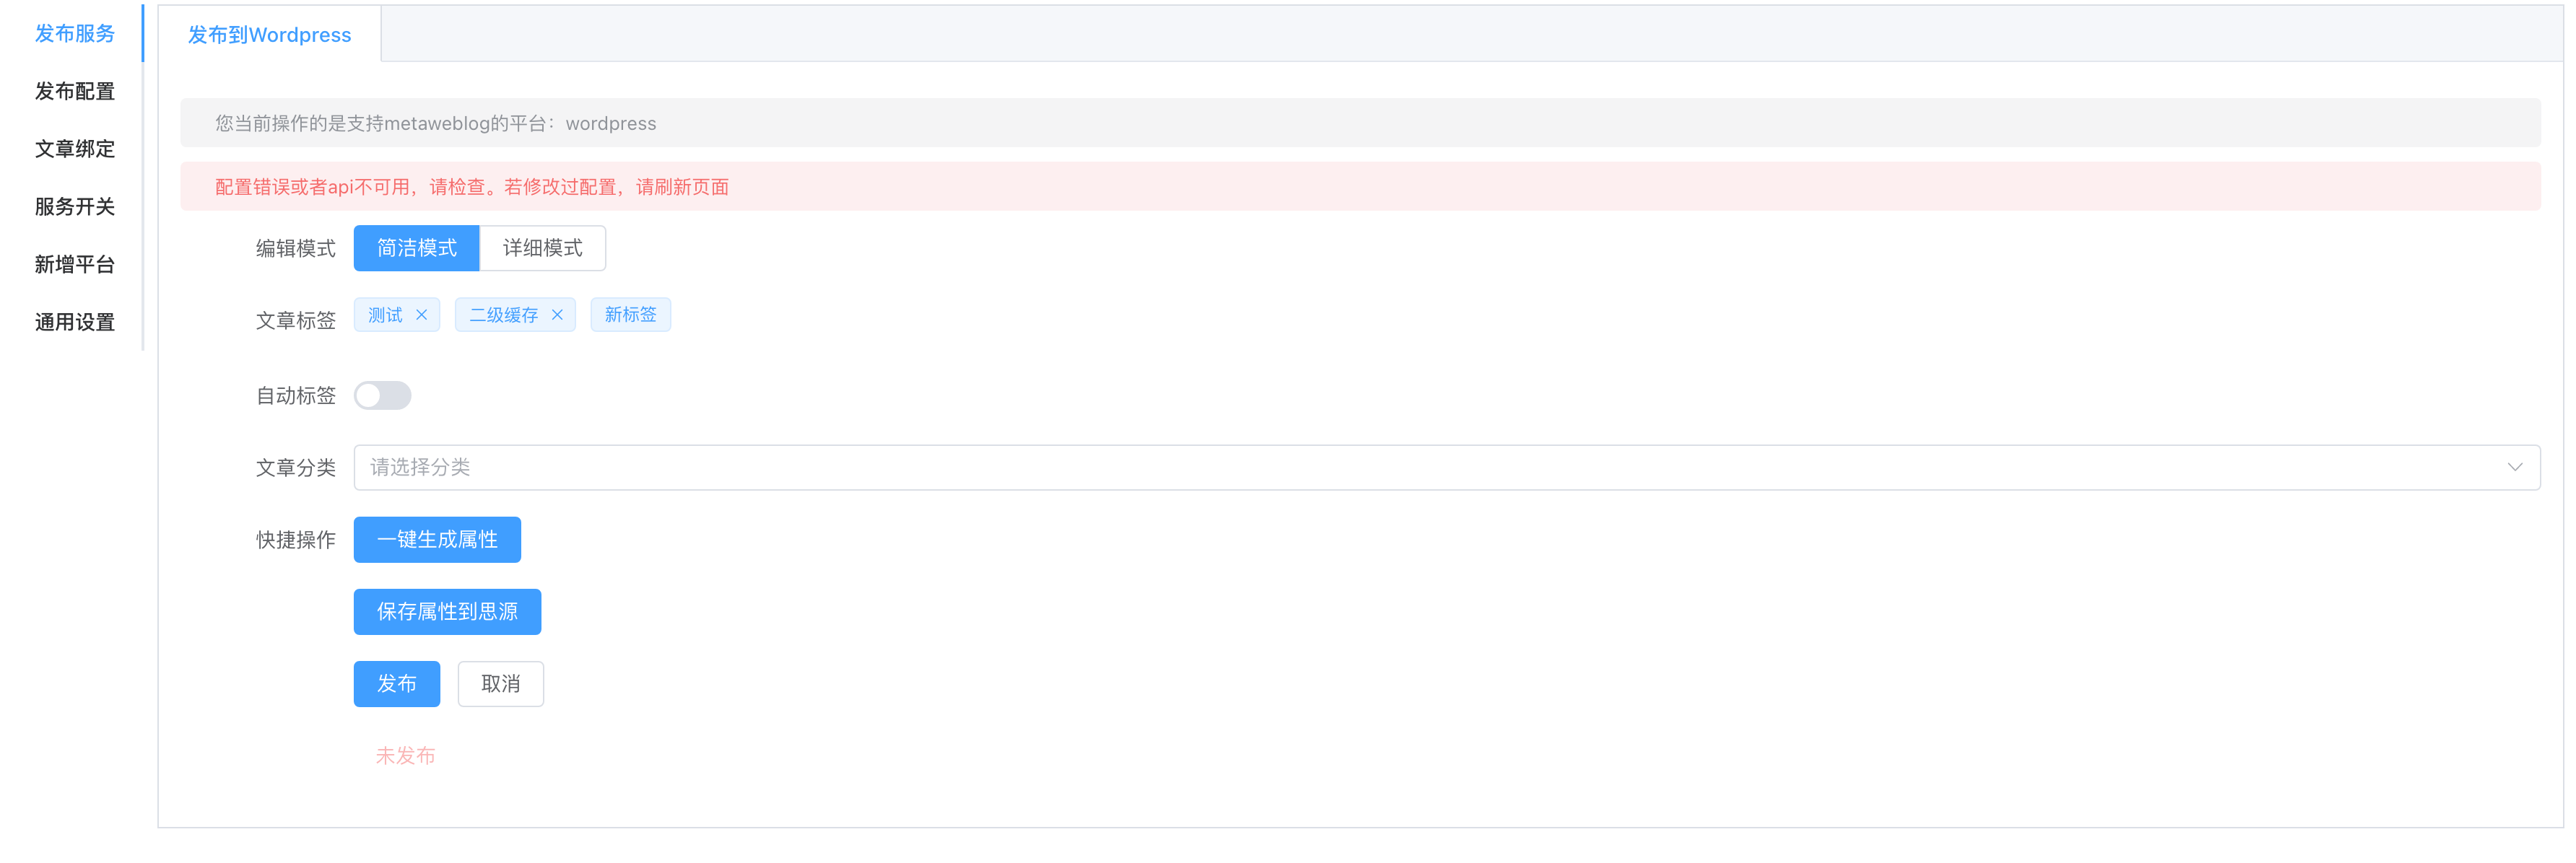 发布服务
发布配置
文章绑定
服务开关
新增平台
通用设置
发布到Wordpress
您当前操作的是支持metaweblog的平台：wordpress
配置错误或者api不可用，请检查。若修改过配置，请刷新页面
编辑模式 简洁模式 详细模式
文章标签 测试 二级缓存 新标签
自动标签
文章分类 请选择分类
快捷操作 一键生成属性
保存属性到思源
发布 取消
未发布